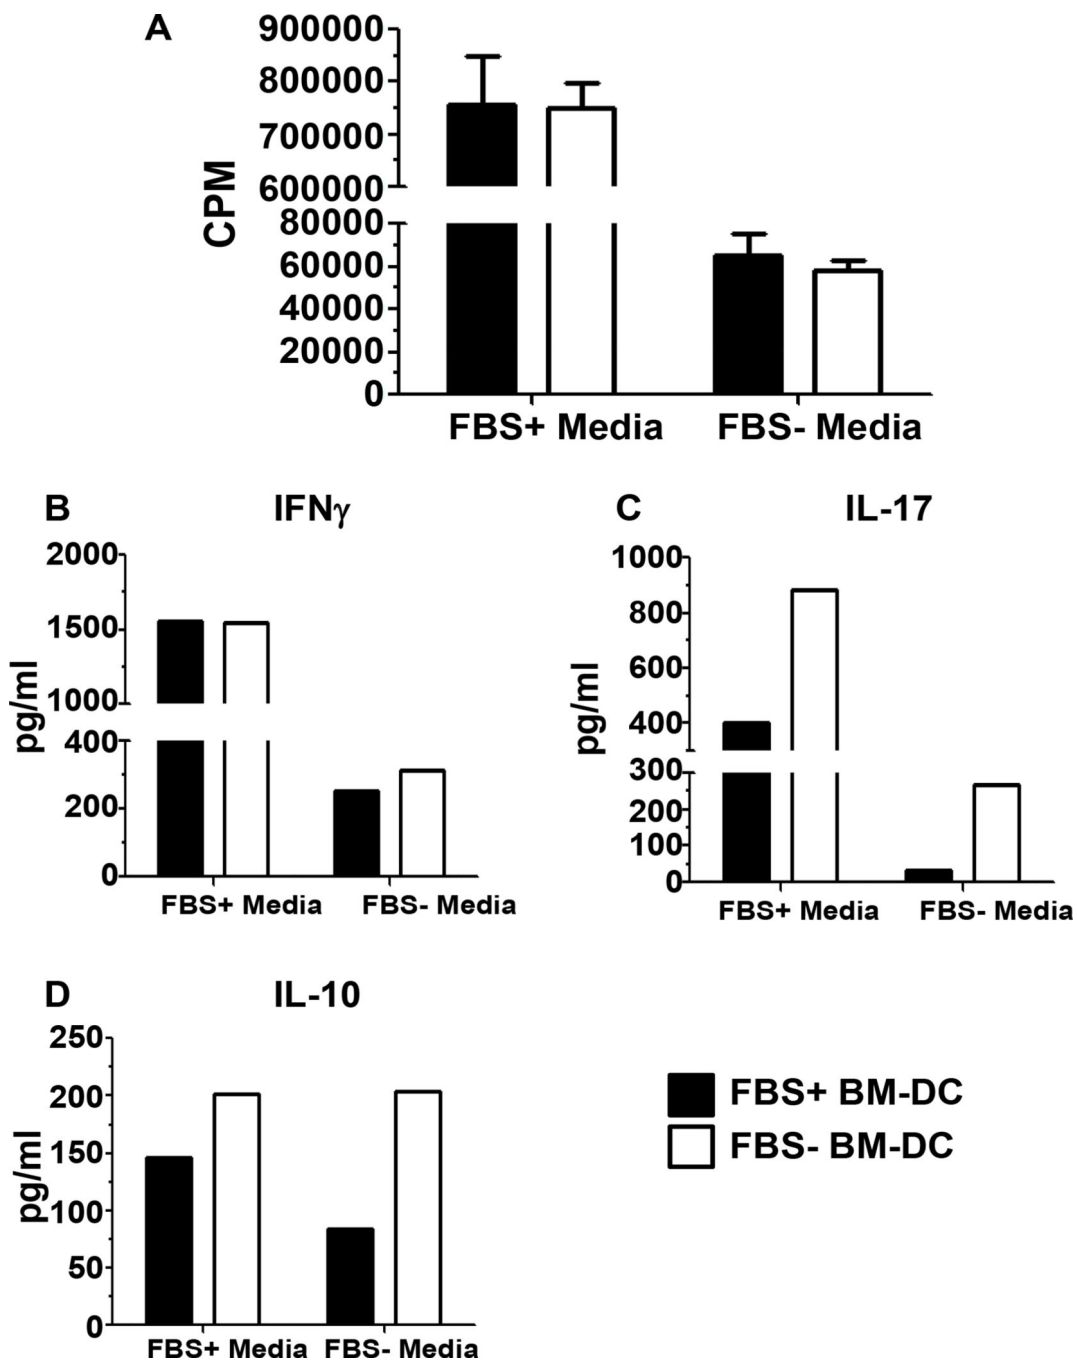 A
900000
800000
700000
600000
80000
60000
40000
20000
0
CPM
FBS+ Media FBS- Media
B IFNγ
2000
1500
1000
400
200
0
pg/ml
FBS+ Media FBS- Media
C IL-17
1000
800
600
400
300
200
100
0
pg/ml
FBS+ Media FBS- Media
D IL-10
250
200
150
100
50
0
pg/ml
FBS+ Media FBS- Media
FBS+ BM-DC
FBS- BM-DC